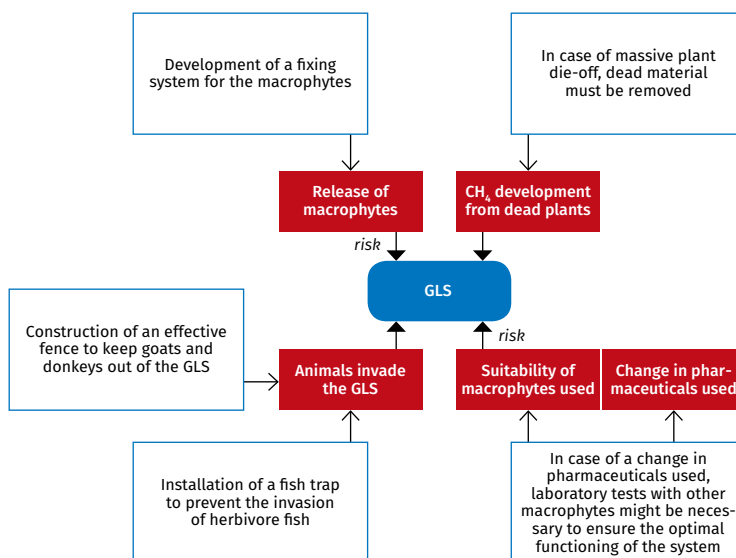 Development of a fixing
system for the macrophytes
In case of massive plant
die-off, dead material
must be removed
Release of
macrophytes
CH₄ development
from dead plants
risk
GLS
risk
Construction of an effective
fence to keep goats and
donkeys out of the GLS
Animals invade
the GLS
Suitability of
macrophytes used
Change in phar-
maceuticals used
Installation of a fish trap
to prevent the invasion
of herbivore fish
In case of a change in
pharmaceuticals used,
laboratory tests with other
macrophytes might be neces-
sary to ensure the optimal
functioning of the system